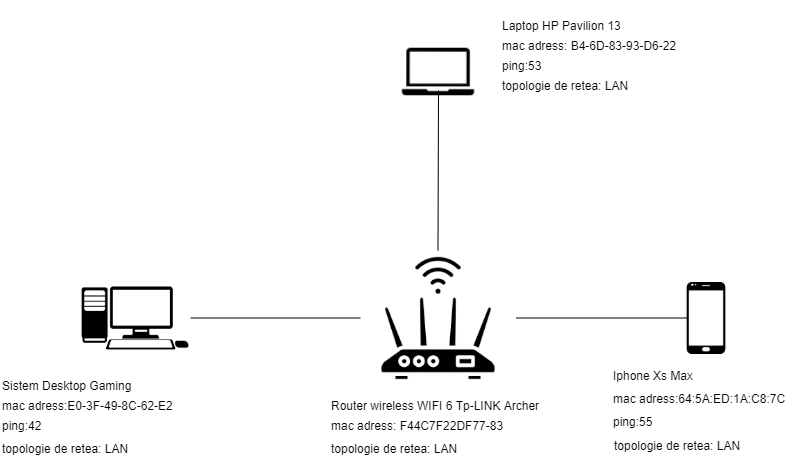 Laptop HP Pavilion 13
mac adress: B4-6D-83-93-D6-22
ping:53
topologie de retea: LAN
Sistem Desktop Gaming
mac adress:E0-3F-49-8C-62-E2
ping:42
topologie de retea: LAN
Router wireless WIFI 6 Tp-LINK Archer
mac adress: F44C7F22DF77-83
topologie de retea: LAN
Iphone Xs Max
mac adress:64:5A:ED:1A:C8:7C
ping:55
topologie de retea: LAN